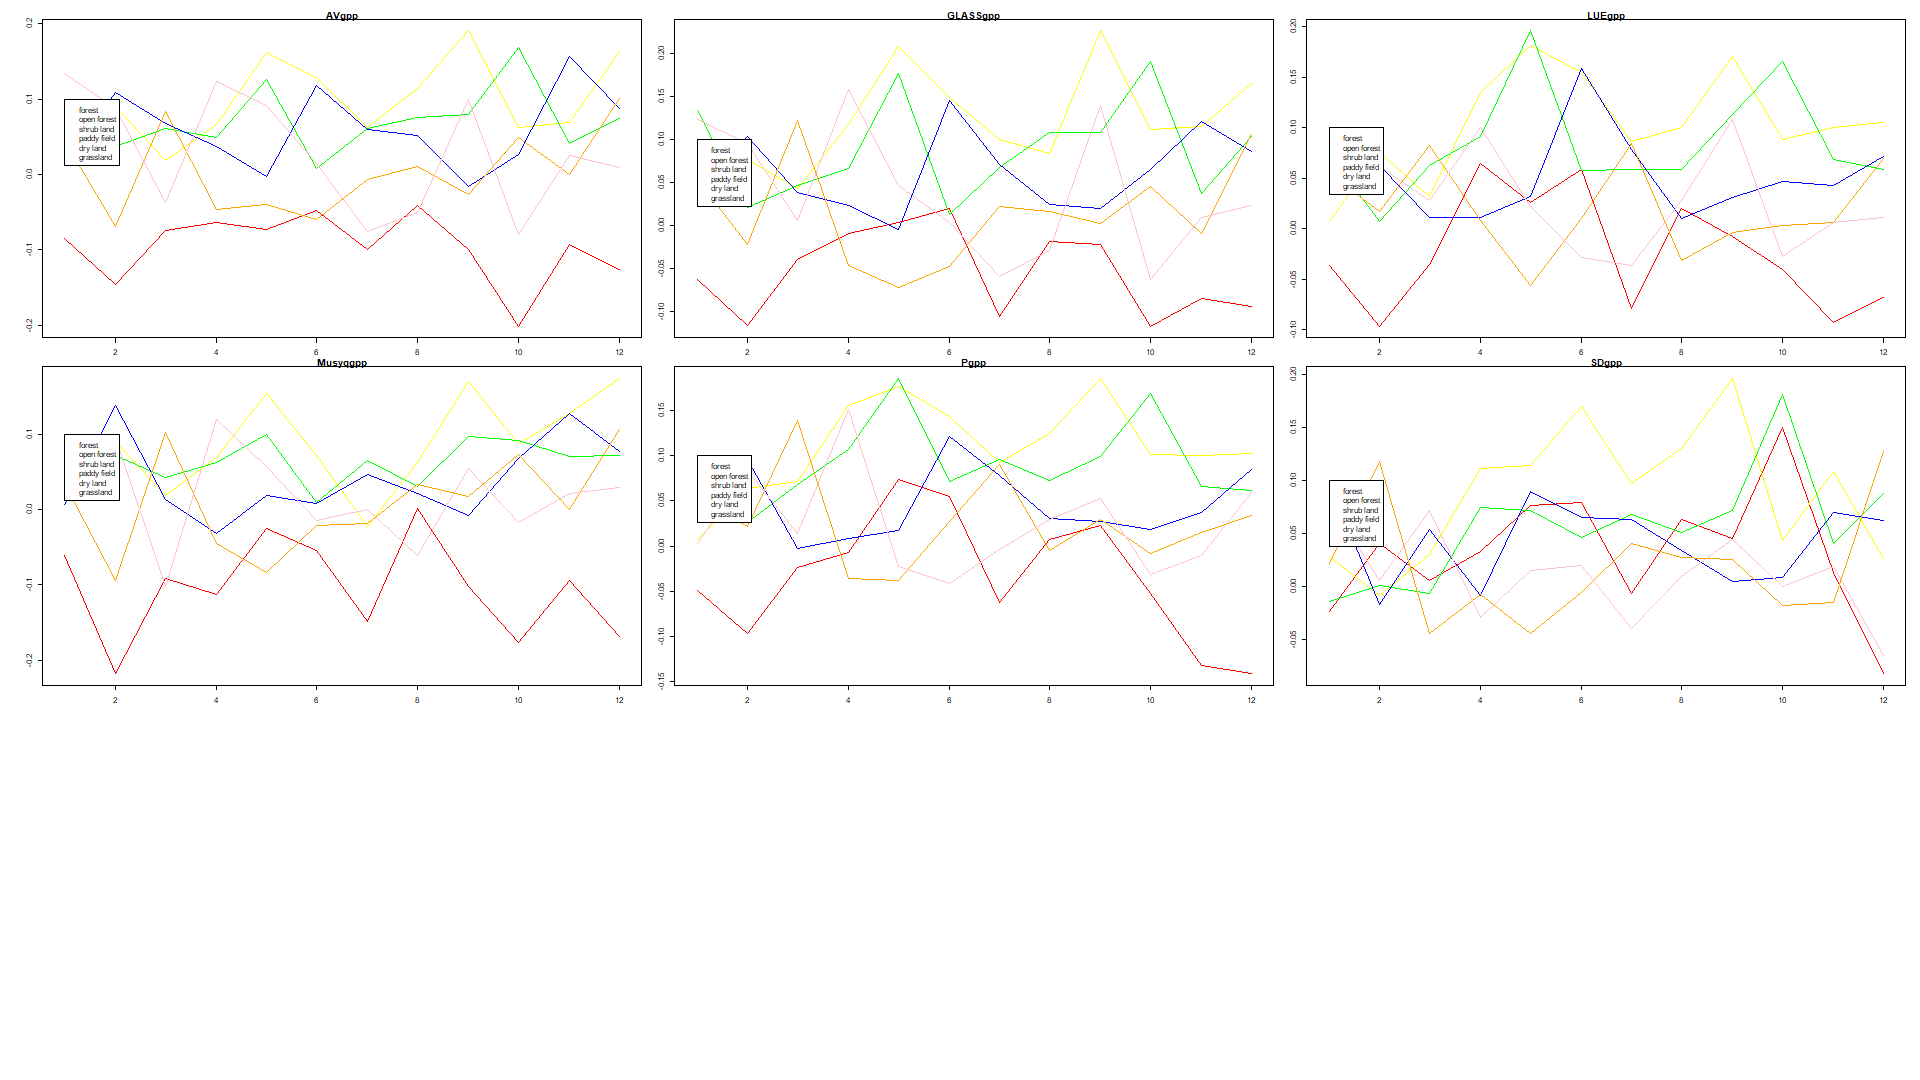 AVgpp
0.2
0.1
0.0
-0.1
-0.2
forest
open forest
shrub land
paddy field
dry land
grassland
2 4 6 8 10 12
GLASSgpp
0.20
0.15
0.10
0.05
0.00
-0.05
-0.10
forest
open forest
shrub land
paddy field
dry land
grassland
2 4 6 8 10 12
LUEgpp
0.20
0.15
0.10
0.05
0.00
-0.05
-0.10
forest
open forest
shrub land
paddy field
dry land
grassland
2 4 6 8 10 12
Musyqgpp
0.1
0.0
-0.1
-0.2
forest
open forest
shrub land
paddy field
dry land
grassland
2 4 6 8 10 12
Pgpp
0.15
0.10
0.05
0.00
-0.05
-0.10
-0.15
forest
open forest
shrub land
paddy field
dry land
grassland
2 4 6 8 10 12
SDgpp
0.20
0.15
0.10
0.05
0.00
-0.05
forest
open forest
shrub land
paddy field
dry land
grassland
2 4 6 8 10 12